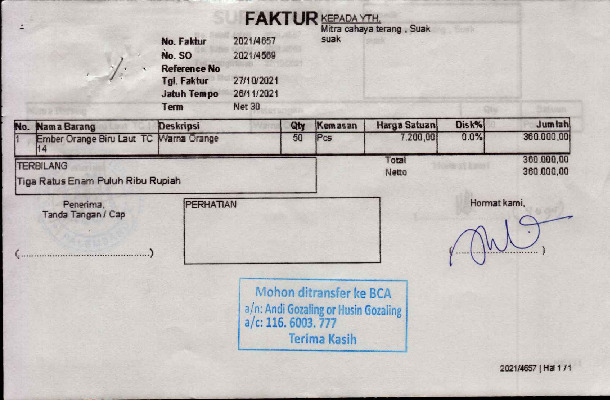 FAKTUR
KEPADA YTH,
Mitra cahaya terang , Suak
suak
No. Faktur 2021/4657
No. SO 2021/4569
Reference No
Tgl. Faktur 27/10/2021
Jatuh Tempo 26/11/2021
Term Net 30
No. Nama Barang Deskripsi Qty Kemasan Harga Satuan Disk% Jumlah
1 Ember Orange Biru Laut TC Warna Orange 50 Pcs 7.200,00 0.0% 360.000,00
14
TERBILANG
Tiga Ratus Enam Puluh Ribu Rupiah
Total 360.000,00
Netto 360.000,00
Penerima,
Tanda Tangan / Cap
(..............................)
PERHATIAN
Hormat kami,
(..............................)
Mohon ditransfer ke BCA
a/n: Andi Gozaling or Husin Gozaling
a/c: 116. 6003. 777
Terima Kasih
2021/4657 | Hal 1 / 1